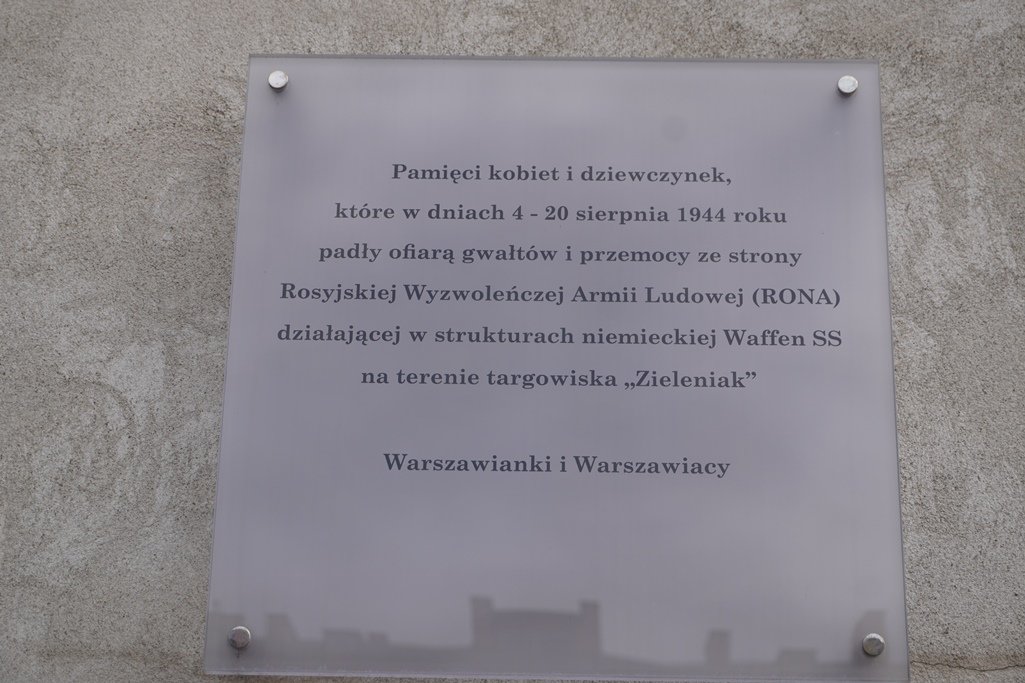 Pamięci kobiet i dziewczynek,
które w dniach 4 - 20 sierpnia 1944 roku
padły ofiarą gwałtów i przemocy ze strony
Rosyjskiej Wyzwoleńczej Armii Ludowej (RONA)
działającej w strukturach niemieckiej Waffen SS
na terenie targowiska „Zieleniak”
Warszawianki i Warszawiacy